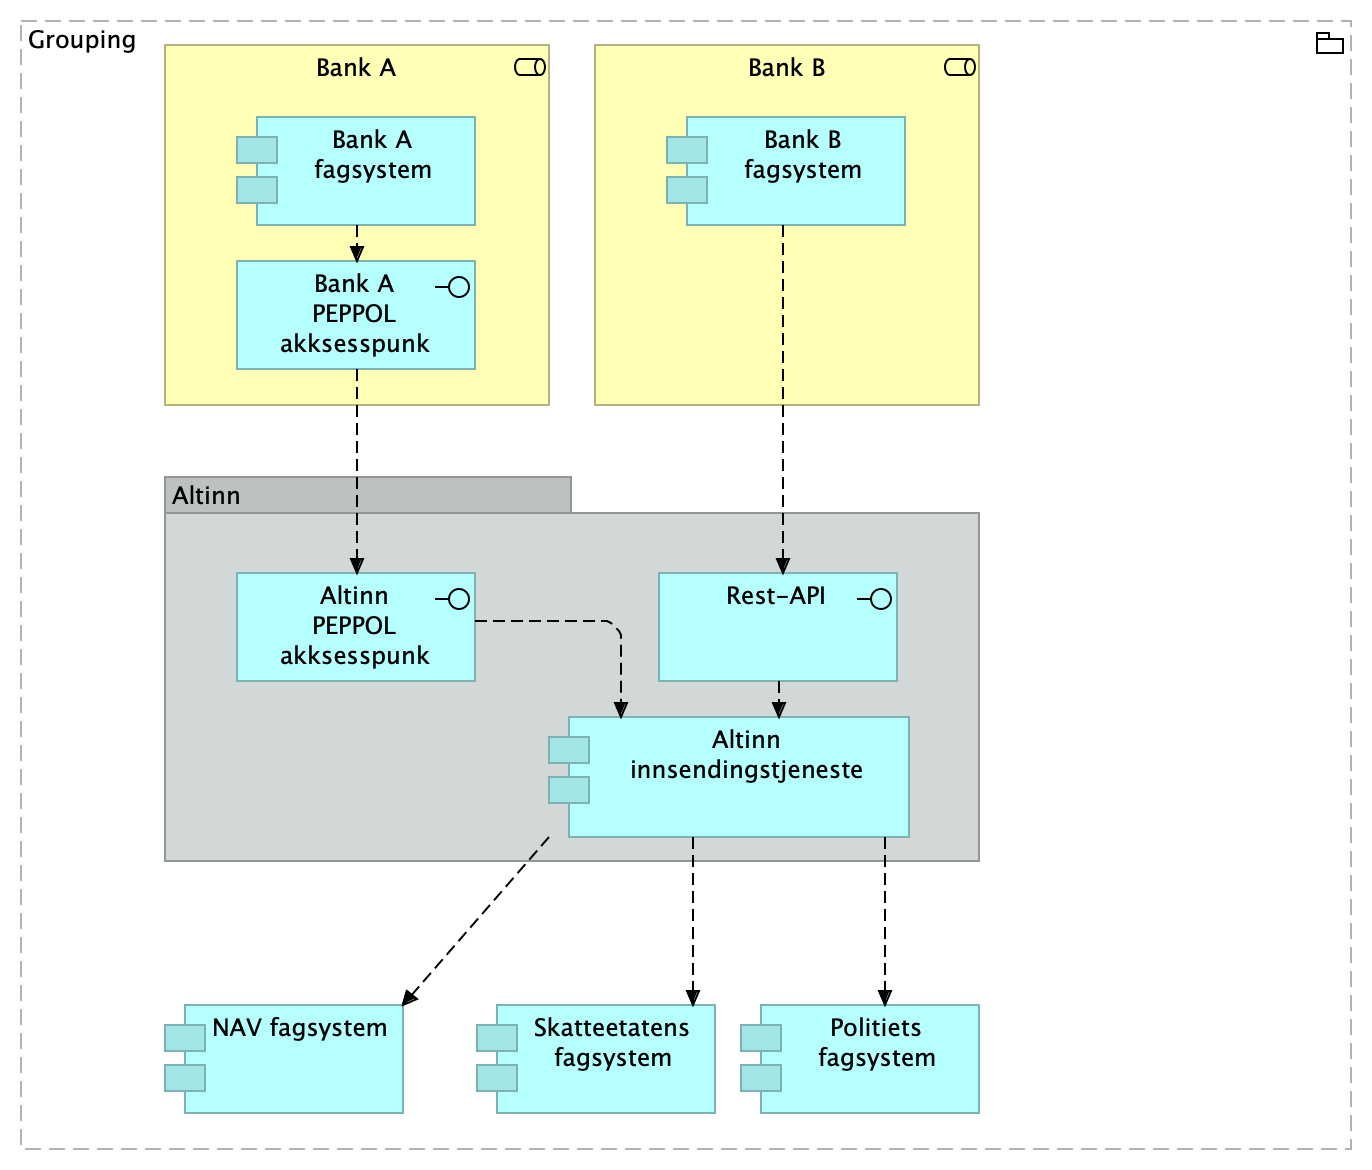 Grouping
Bank A
Bank B
Bank A
fagsystem
Bank B
fagsystem
Bank A
PEPPOL
akksesspunk
Altinn
Altinn
PEPPOL
akksesspunk
Rest-API
Altinn
innsendingstjeneste
NAV fagsystem
Skatteetatens
fagsystem
Politiets
fagsystem